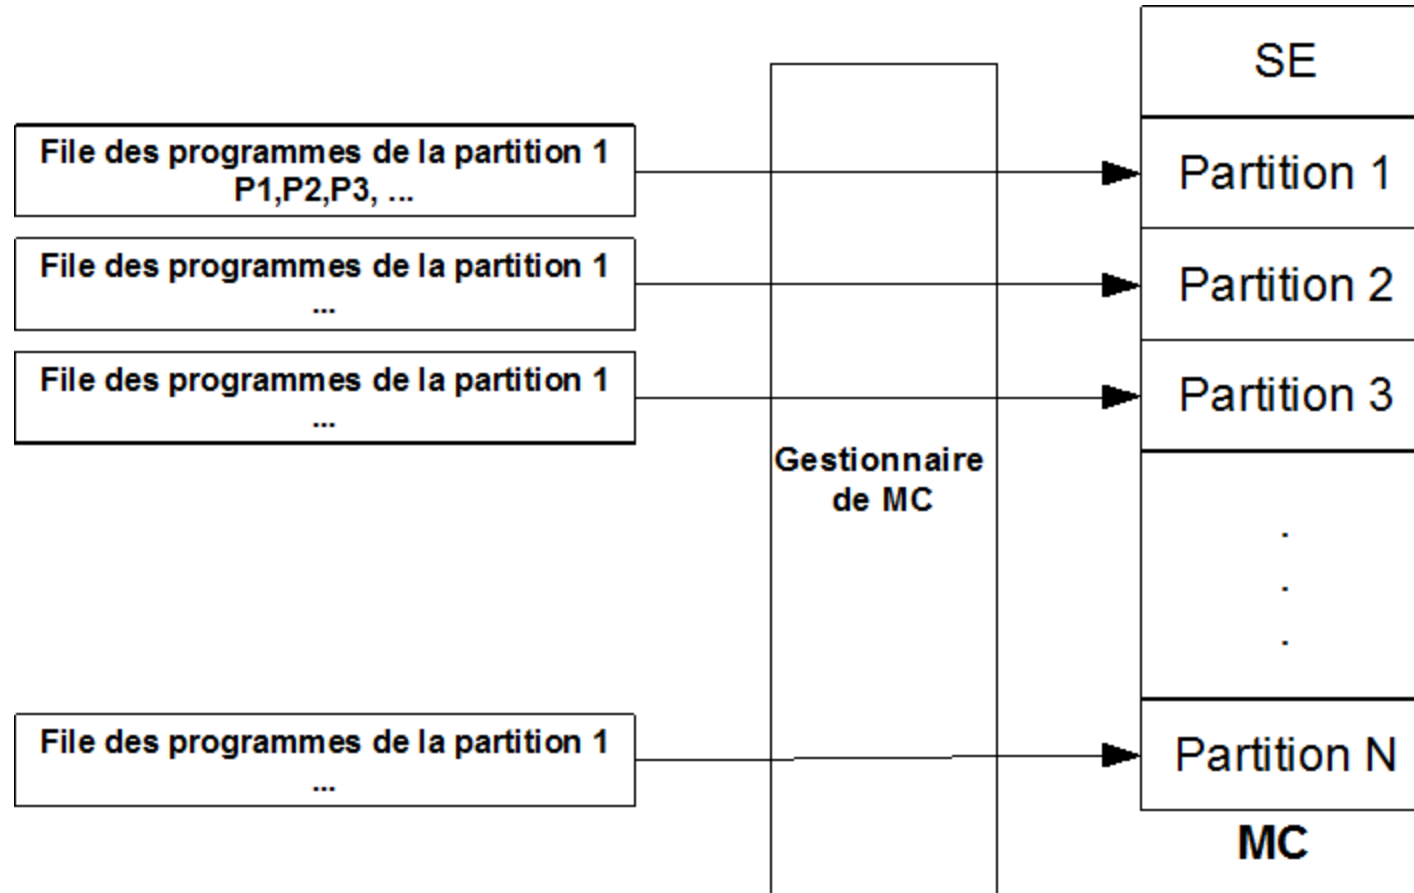 SE
File des programmes de la partition 1
P1,P2,P3, ...
Partition 1
File des programmes de la partition 1
...
Partition 2
File des programmes de la partition 1
...
Partition 3
Gestionnaire
de MC
.
.
.
File des programmes de la partition 1
...
Partition N
MC